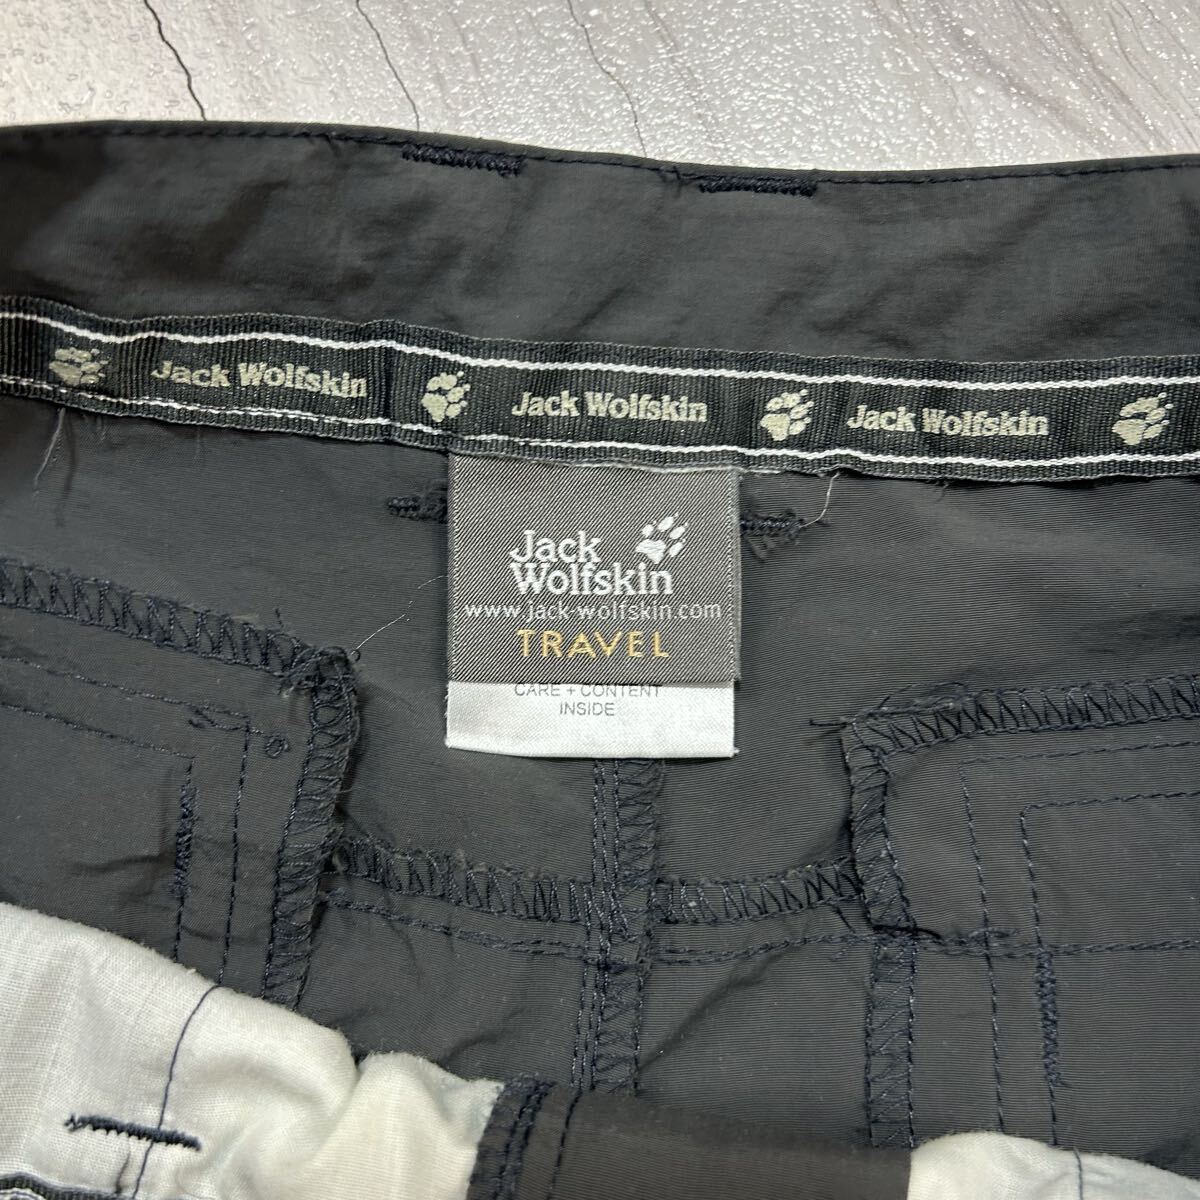 Jack Wolfskin Jack Wolfskin Jack Wolfskin
Jack
Wolfskin
www.jack-wolfskin.com
TRAVEL
CARE + CONTENT
INSIDE